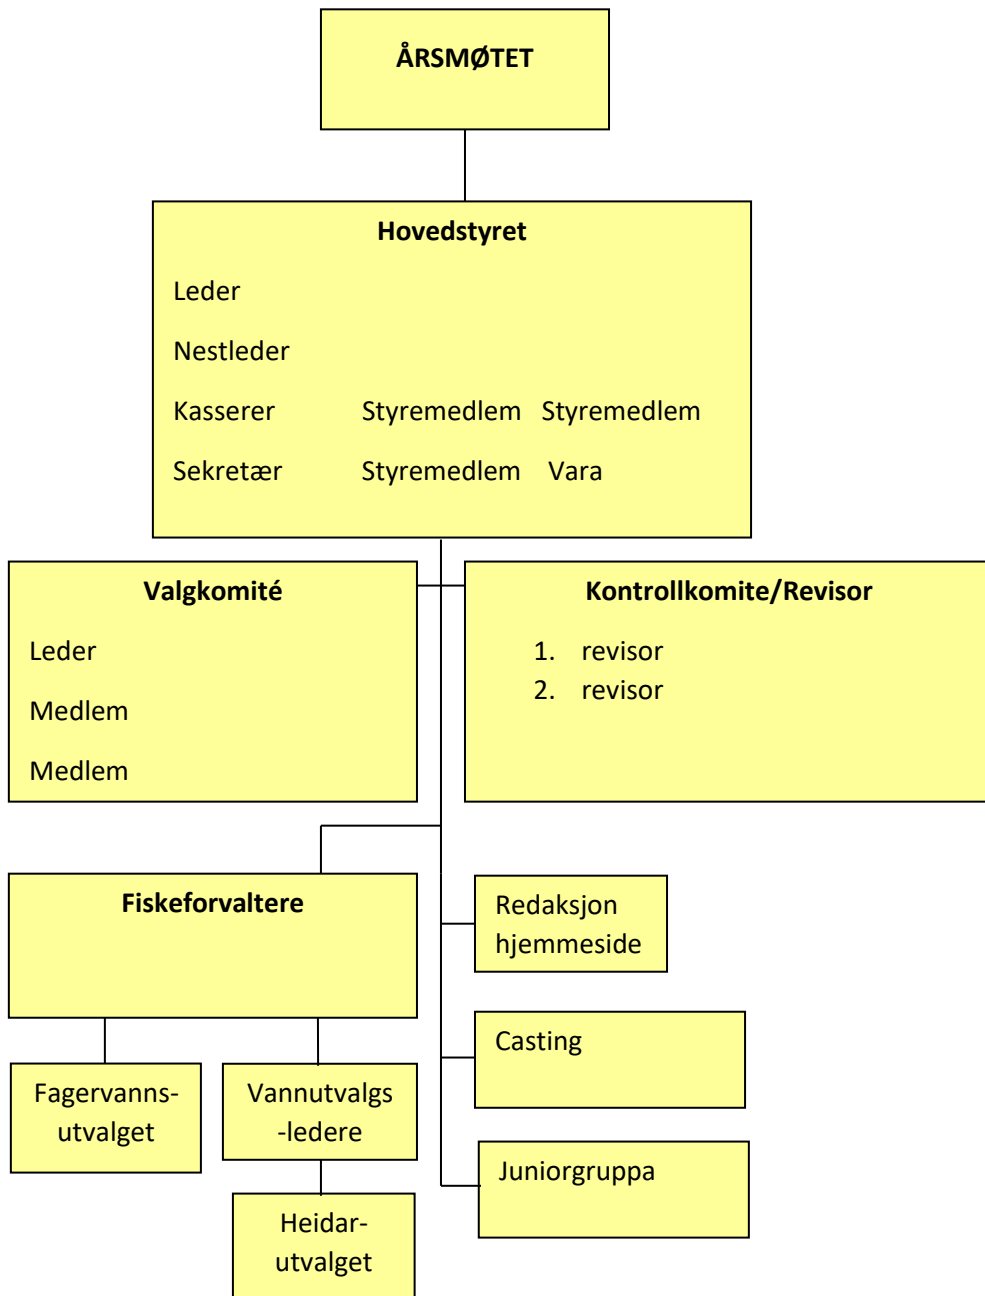 ÅRSMØTET
Hovedstyret
Leder
Nestleder
Kasserer Styremedlem Styremedlem
Sekretær Styremedlem Vara
Valgkomité
Leder
Medlem
Medlem
Kontrollkomite/Revisor
1. revisor
2. revisor
Fiskeforvaltere
Redaksjon
hjemmeside
Casting
Fagervanns-
utvalget
Vannutvalgs
-ledere
Juniorgruppa
Heidar-
utvalget